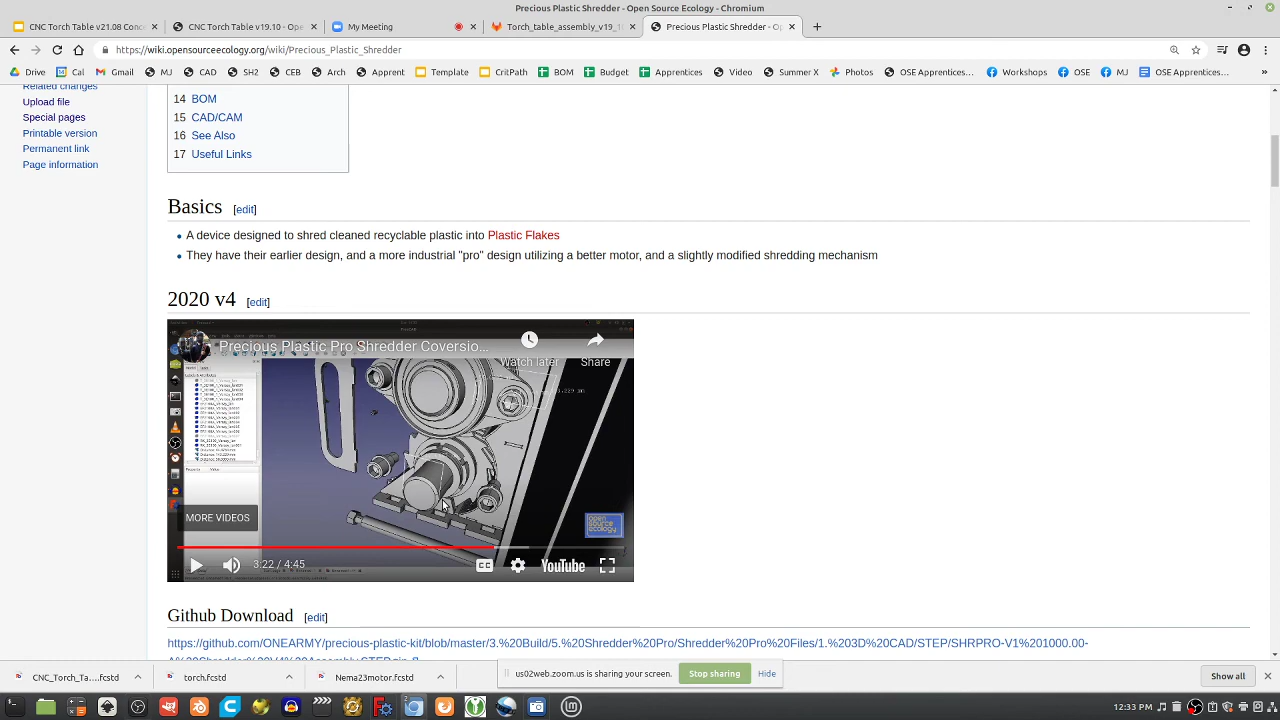 Precious Plastic Shredder - Open Source Ecology - Chromium
CNC Torch Table v21.08 Conc
CNC Torch Table v19.10 - Op
My Meeting
Torch_table_assembly_v19_1
Precious Plastic Shredder - O
https://wiki.opensourceecology.org/wiki/Precious_Plastic_Shredder
Drive Cal Gmail MJ CAD SH2 CEB Arch Apprent Template CritPath BOM Budget Apprentices Video Summer X Photos OSE Apprentices... Workshops OSE MJ OSE Apprentices... »
Related changes
Upload file
Special pages
Printable version
Permanent link
Page information
14 BOM
15 CAD/CAM
16 See Also
17 Useful Links
Basics [edit]
A device designed to shred cleaned recyclable plastic into Plastic Flakes
They have their earlier design, and a more industrial "pro" design utilizing a better motor, and a slightly modified shredding mechanism
2020 v4 [edit]
Precious Plastic Pro Shredder Coversio...
Watch later
Share
MORE VIDEOS
open source ecology
3:22 / 4:45
CC
YouTube
Github Download [edit]
https://github.com/ONEARMY/precious-plastic-kit/blob/master/3.%20Build/5.%20Shredder%20Pro/Shredder%20Pro%20Files/1.%203D%20CAD/STEP/SHRPRO-V1%201000.00-
us02web.zoom.us is sharing your screen.
Stop sharing
Hide
CNC_Torch_Ta....fcstd
torch.fcstd
Nema23motor.fcstd
Show all
12:33 PM